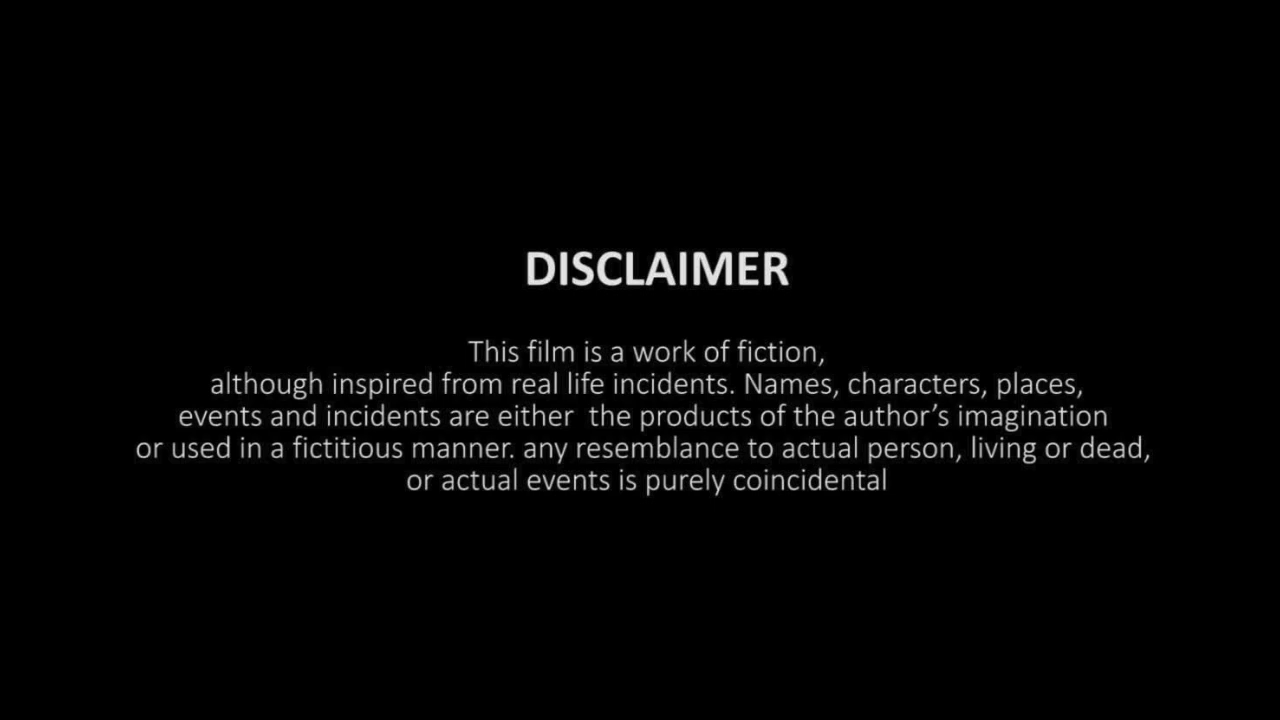 DISCLAIMER
This film is a work of fiction,
although inspired from real life incidents. Names, characters, places,
events and incidents are either  the products of the author’s imagination
or used in a fictitious manner. any resemblance to actual person, living or dead,
or actual events is purely coincidental